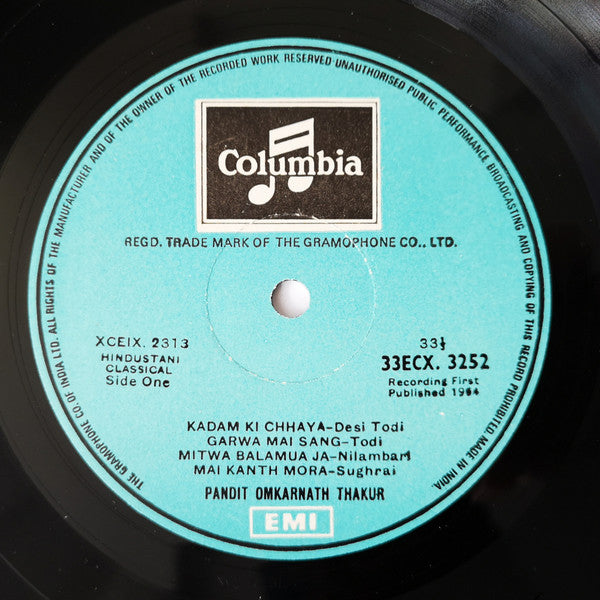 THE GRAMOPHONE CO. OF INDIA LTD. ALL RIGHTS OF THE MANUFACTURER AND OF THE OWNER OF THE RECORDED WORK RESERVED·UNAUTHORISED PUBLIC PERFORMANCE BROADCASTING AND COPYING OF THIS RECORD PROHIBITED. MADE IN INDIA.
Columbia
REGD. TRADE MARK OF THE GRAMOPHONE CO., LTD.
XCEIX. 2313
HINDUSTANI
CLASSICAL
Side One
33⅓
33ECX. 3252
Recording First
Published 1964
KADAM KI CHHAYA-Desi Todi
GARWA MAI SANG-Todi
MITWA BALAMUA JA-Nilambari
MAI KANTH MORA-Sughrai
PANDIT OMKARNATH THAKUR
EMI